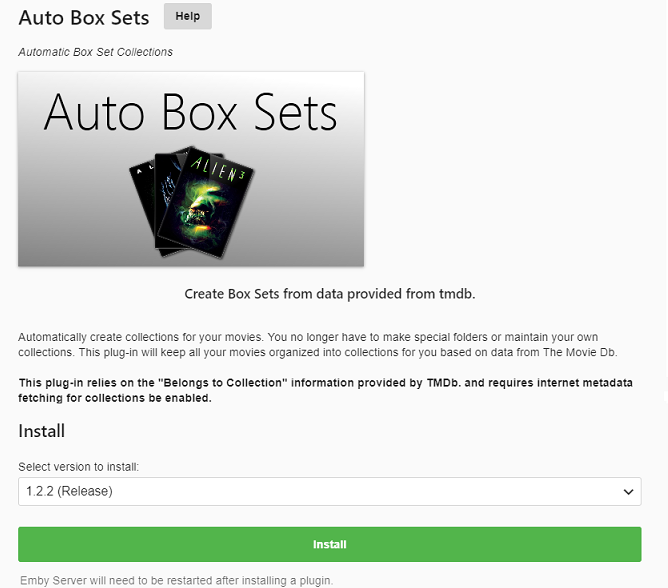 Auto Box Sets
Help
Automatic Box Set Collections
Auto Box Sets
ALIEN 3
Create Box Sets from data provided from tmdb.
Automatically create collections for your movies. You no longer have to make special folders or maintain your own
collections. This plug-in will keep all your movies organized into collections for you based on data from The Movie Db.
This plug-in relies on the "Belongs to Collection" information provided by TMDb. and requires internet metadata
fetching for collections be enabled.
Install
Select version to install:
1.2.2 (Release)
Install
Emby Server will need to be restarted after installing a plugin.